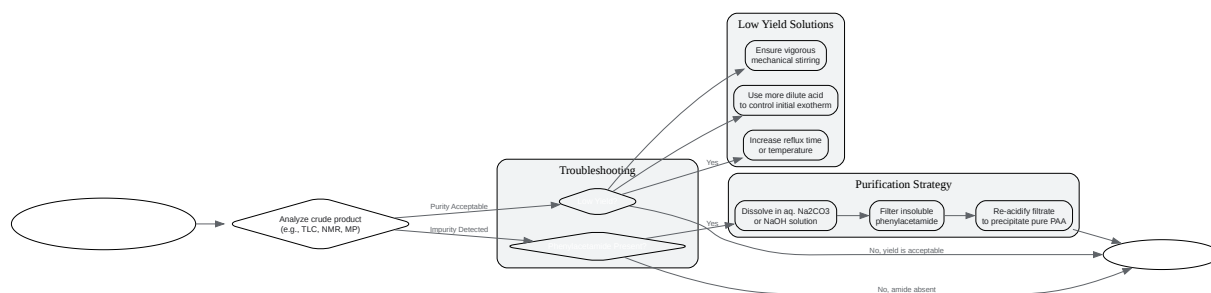 Low Yield Solutions
Ensure vigorous
mechanical stirring
Use more dilute acid
to control initial exotherm
Increase reflux time
or temperature
Troubleshooting
Yes
Purification Strategy
Analyze crude product
(e.g., TLC, NMR, MP)
Purity Acceptable
Impurity Detected
Yes
Dissolve in aq. Na2CO3
or NaOH solution
Filter insoluble
phenylacetamide
Re-acidify filtrate
to precipitate pure PAA
No, yield is acceptable
No, amide absent